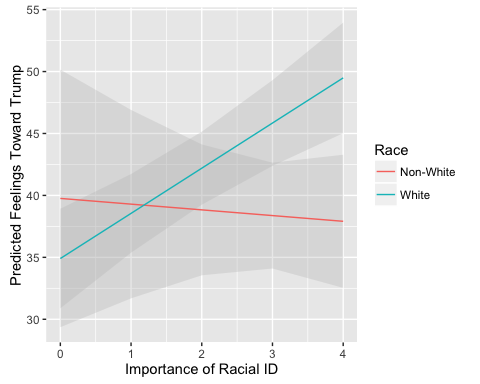 Predicted Feelings Toward Trump
55
50
45
40
35
30
0 1 2 3 4
Importance of Racial ID
Race
Non-White
White